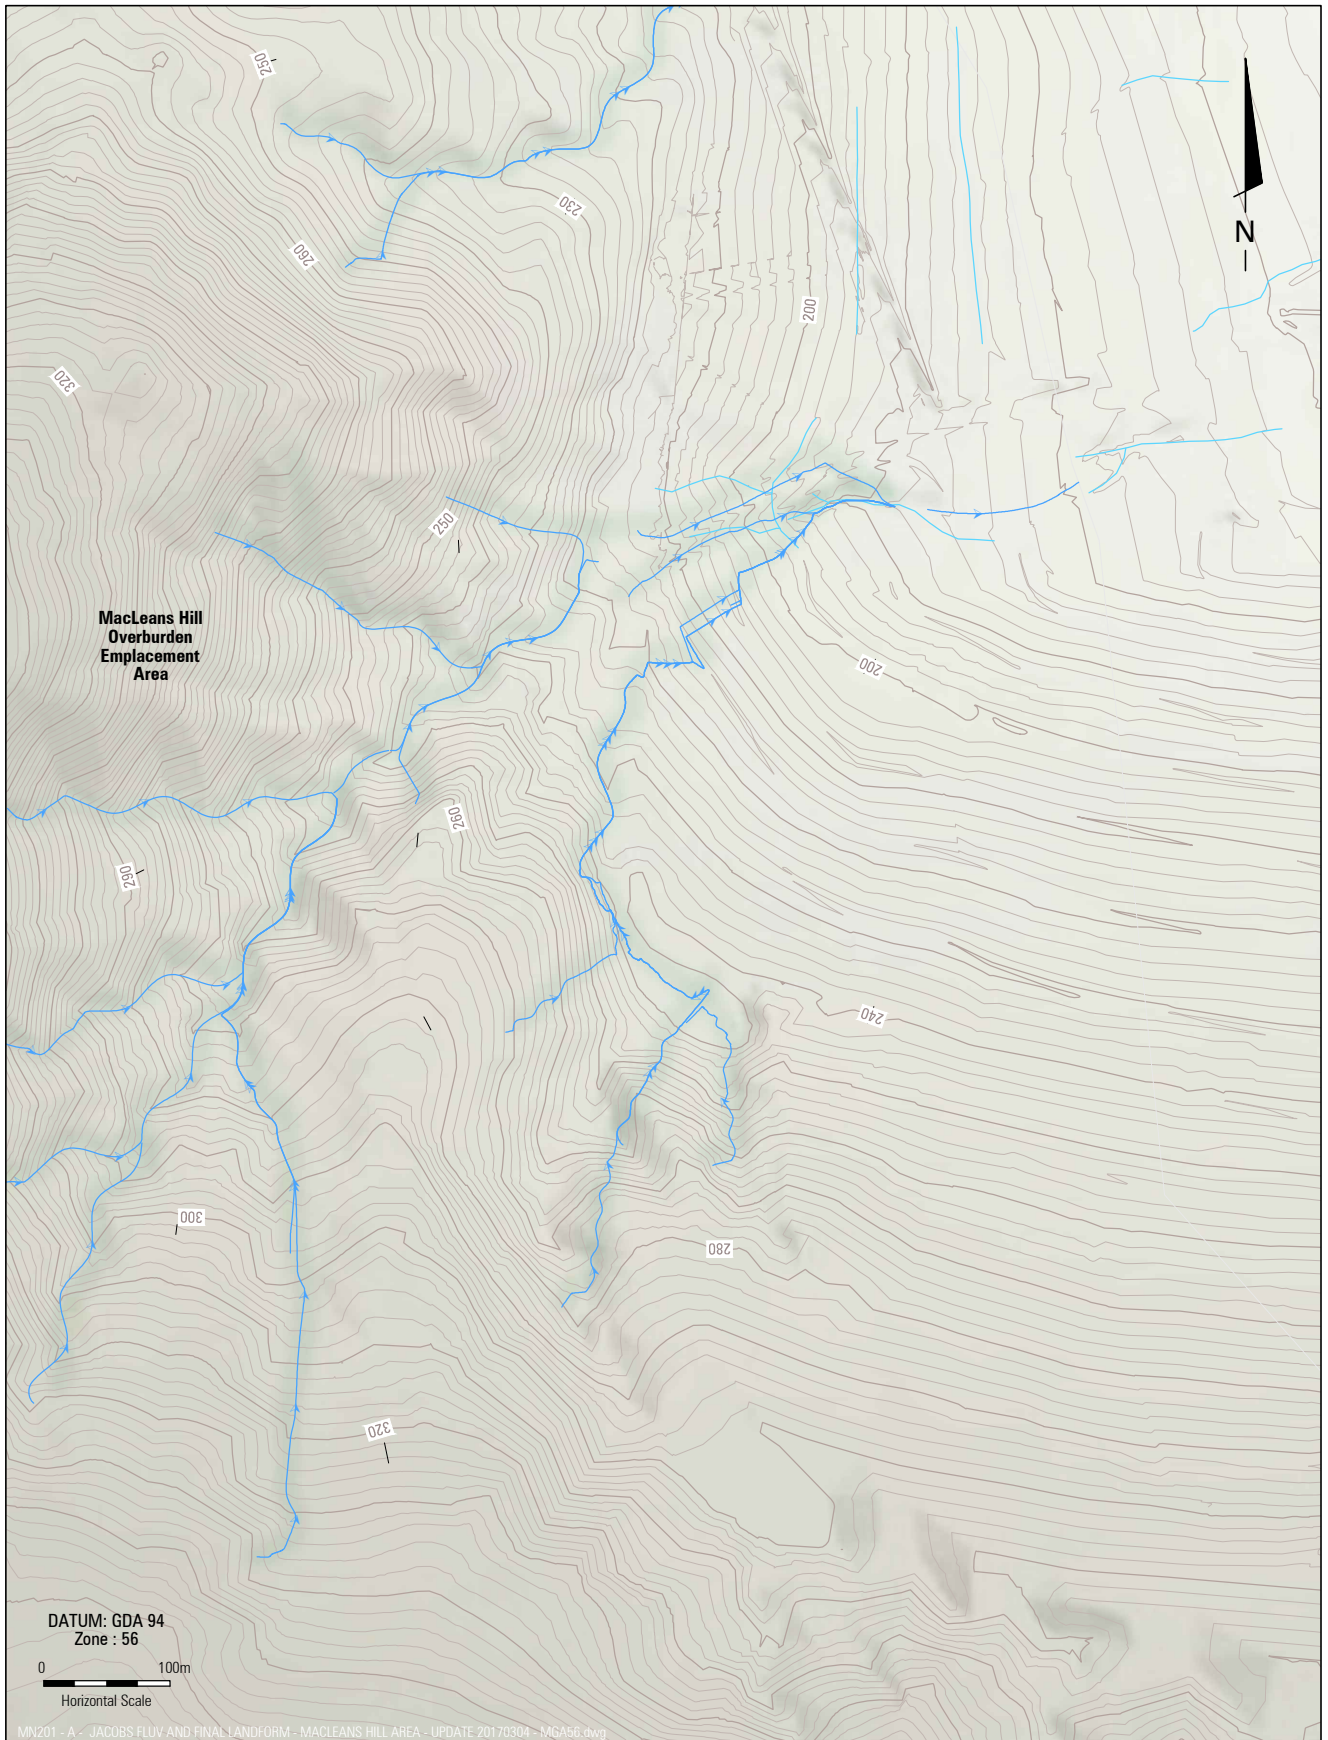 250
230
260
N
200
320
250
MacLeans Hill
Overburden
Emplacement
Area
200
260
290
240
300
280
320
DATUM: GDA 94
Zone : 56
0 100m
Horizontal Scale
MN201 - A - JACOBS FLUV AND FINAL LANDFORM - MACLEANS HILL AREA - UPDATE 20170304 - MGA56.dwg